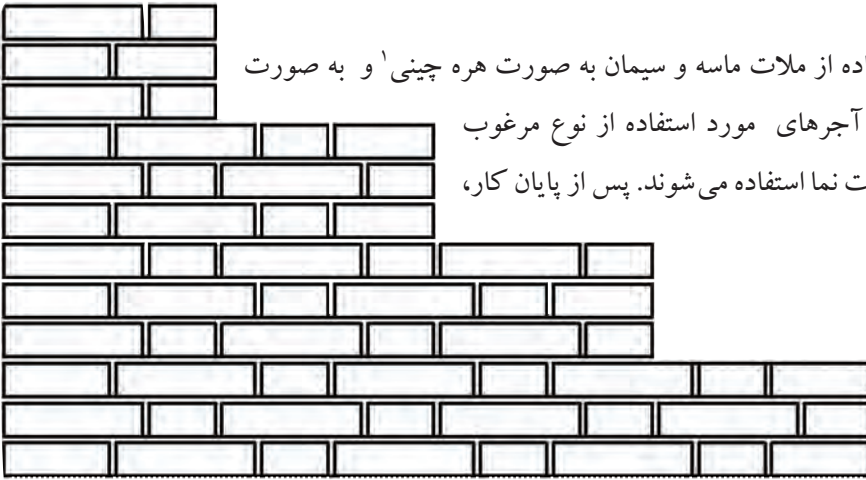 اده از ملات ماسه و سیمان به صورت هره چینی۱ و به صورت
آجرهای مورد استفاده از نوع مرغوب
ت نما استفاده می‌شوند. پس از پایان کار،